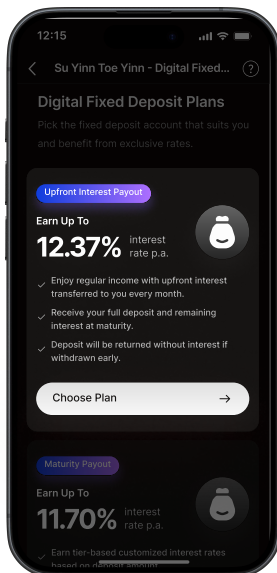 12:15
Su Yinn Toe Yinn - Digital Fixed...
?
Digital Fixed Deposit Plans
Pick the fixed deposit account that suits you
and benefit from exclusive rates.
Upfront Interest Payout
Earn Up To
12.37% interest
rate p.a.
Enjoy regular income with upfront interest
transferred to you every month.
Receive your full deposit and remaining
interest at maturity.
Deposit will be returned without interest if
withdrawn early.
Choose Plan
Maturity Payout
Earn Up To
11.70% interest
rate p.a.
Earn tier-based customized interest rates
based on deposit amount.